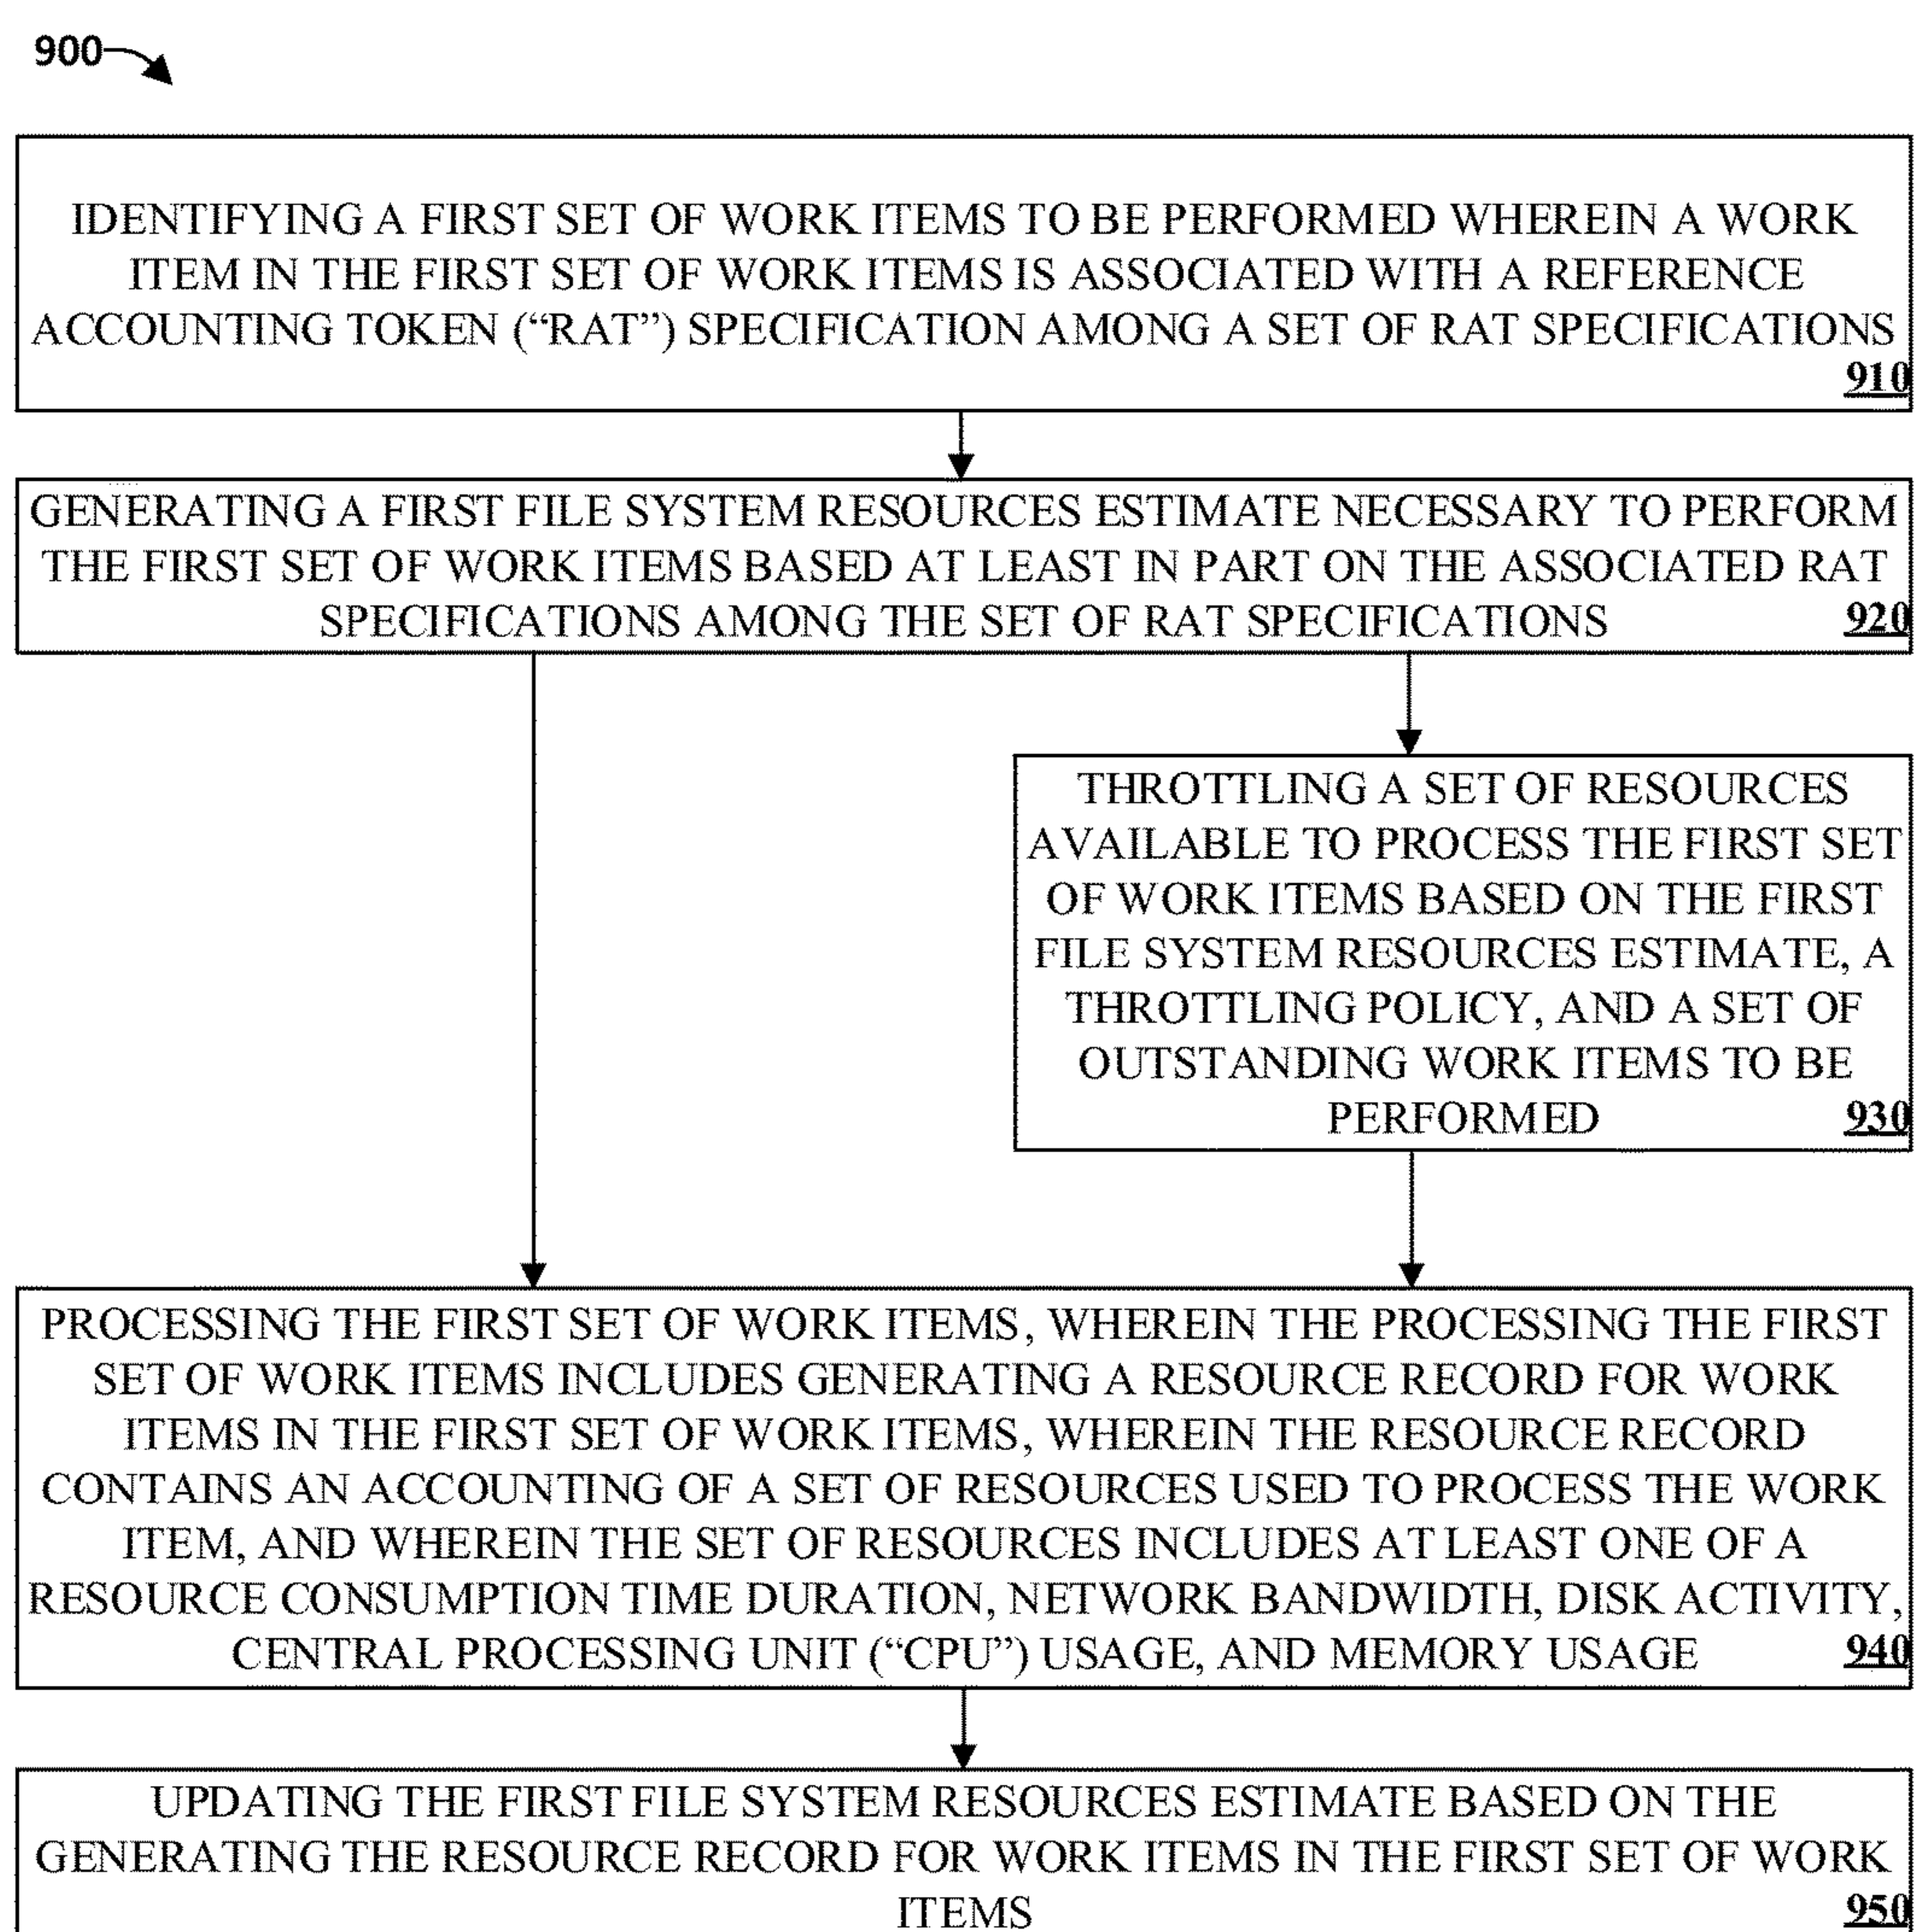 900
IDENTIFYING A FIRST SET OF WORK ITEMS TO BE PERFORMED WHEREIN A WORK
ITEM IN THE FIRST SET OF WORK ITEMS IS ASSOCIATED WITH A REFERENCE
ACCOUNTING TOKEN (“RAT”) SPECIFICATION AMONG A SET OF RAT SPECIFICATIONS
910
GENERATING A FIRST FILE SYSTEM RESOURCES ESTIMATE NECESSARY TO PERFORM
THE FIRST SET OF WORK ITEMS BASED AT LEAST IN PART ON THE ASSOCIATED RAT
SPECIFICATIONS AMONG THE SET OF RAT SPECIFICATIONS 920
THROTTLING A SET OF RESOURCES
AVAILABLE TO PROCESS THE FIRST SET
OF WORK ITEMS BASED ON THE FIRST
FILE SYSTEM RESOURCES ESTIMATE, A
THROTTLING POLICY, AND A SET OF
OUTSTANDING WORK ITEMS TO BE
PERFORMED 930
PROCESSING THE FIRST SET OF WORK ITEMS, WHEREIN THE PROCESSING THE FIRST
SET OF WORK ITEMS INCLUDES GENERATING A RESOURCE RECORD FOR WORK
ITEMS IN THE FIRST SET OF WORK ITEMS, WHEREIN THE RESOURCE RECORD
CONTAINS AN ACCOUNTING OF A SET OF RESOURCES USED TO PROCESS THE WORK
ITEM, AND WHEREIN THE SET OF RESOURCES INCLUDES AT LEAST ONE OF A
RESOURCE CONSUMPTION TIME DURATION, NETWORK BANDWIDTH, DISK ACTIVITY,
CENTRAL PROCESSING UNIT (“CPU”) USAGE, AND MEMORY USAGE 940
UPDATING THE FIRST FILE SYSTEM RESOURCES ESTIMATE BASED ON THE
GENERATING THE RESOURCE RECORD FOR WORK ITEMS IN THE FIRST SET OF WORK
ITEMS 950